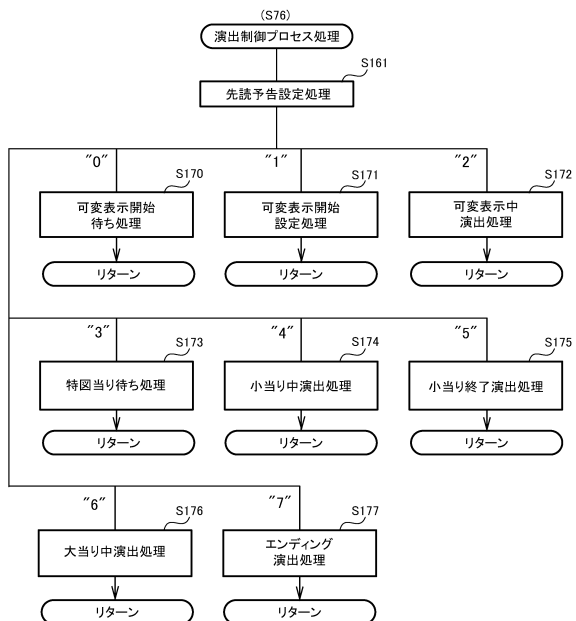 (S76)
演出制御プロセス処理
S161
先読予告設定処理
"0"
"1"
"2"
S170
S171
S172
可変表示開始
待ち処理
可変表示開始
設定処理
可変表示中
演出処理
リターン
リターン
リターン
"3"
"4"
"5"
S173
S174
S175
特図当り待ち処理
小当り中演出処理
小当り終了演出処理
リターン
リターン
リターン
"6"
"7"
S176
S177
大当り中演出処理
エンディング
演出処理
リターン
リターン